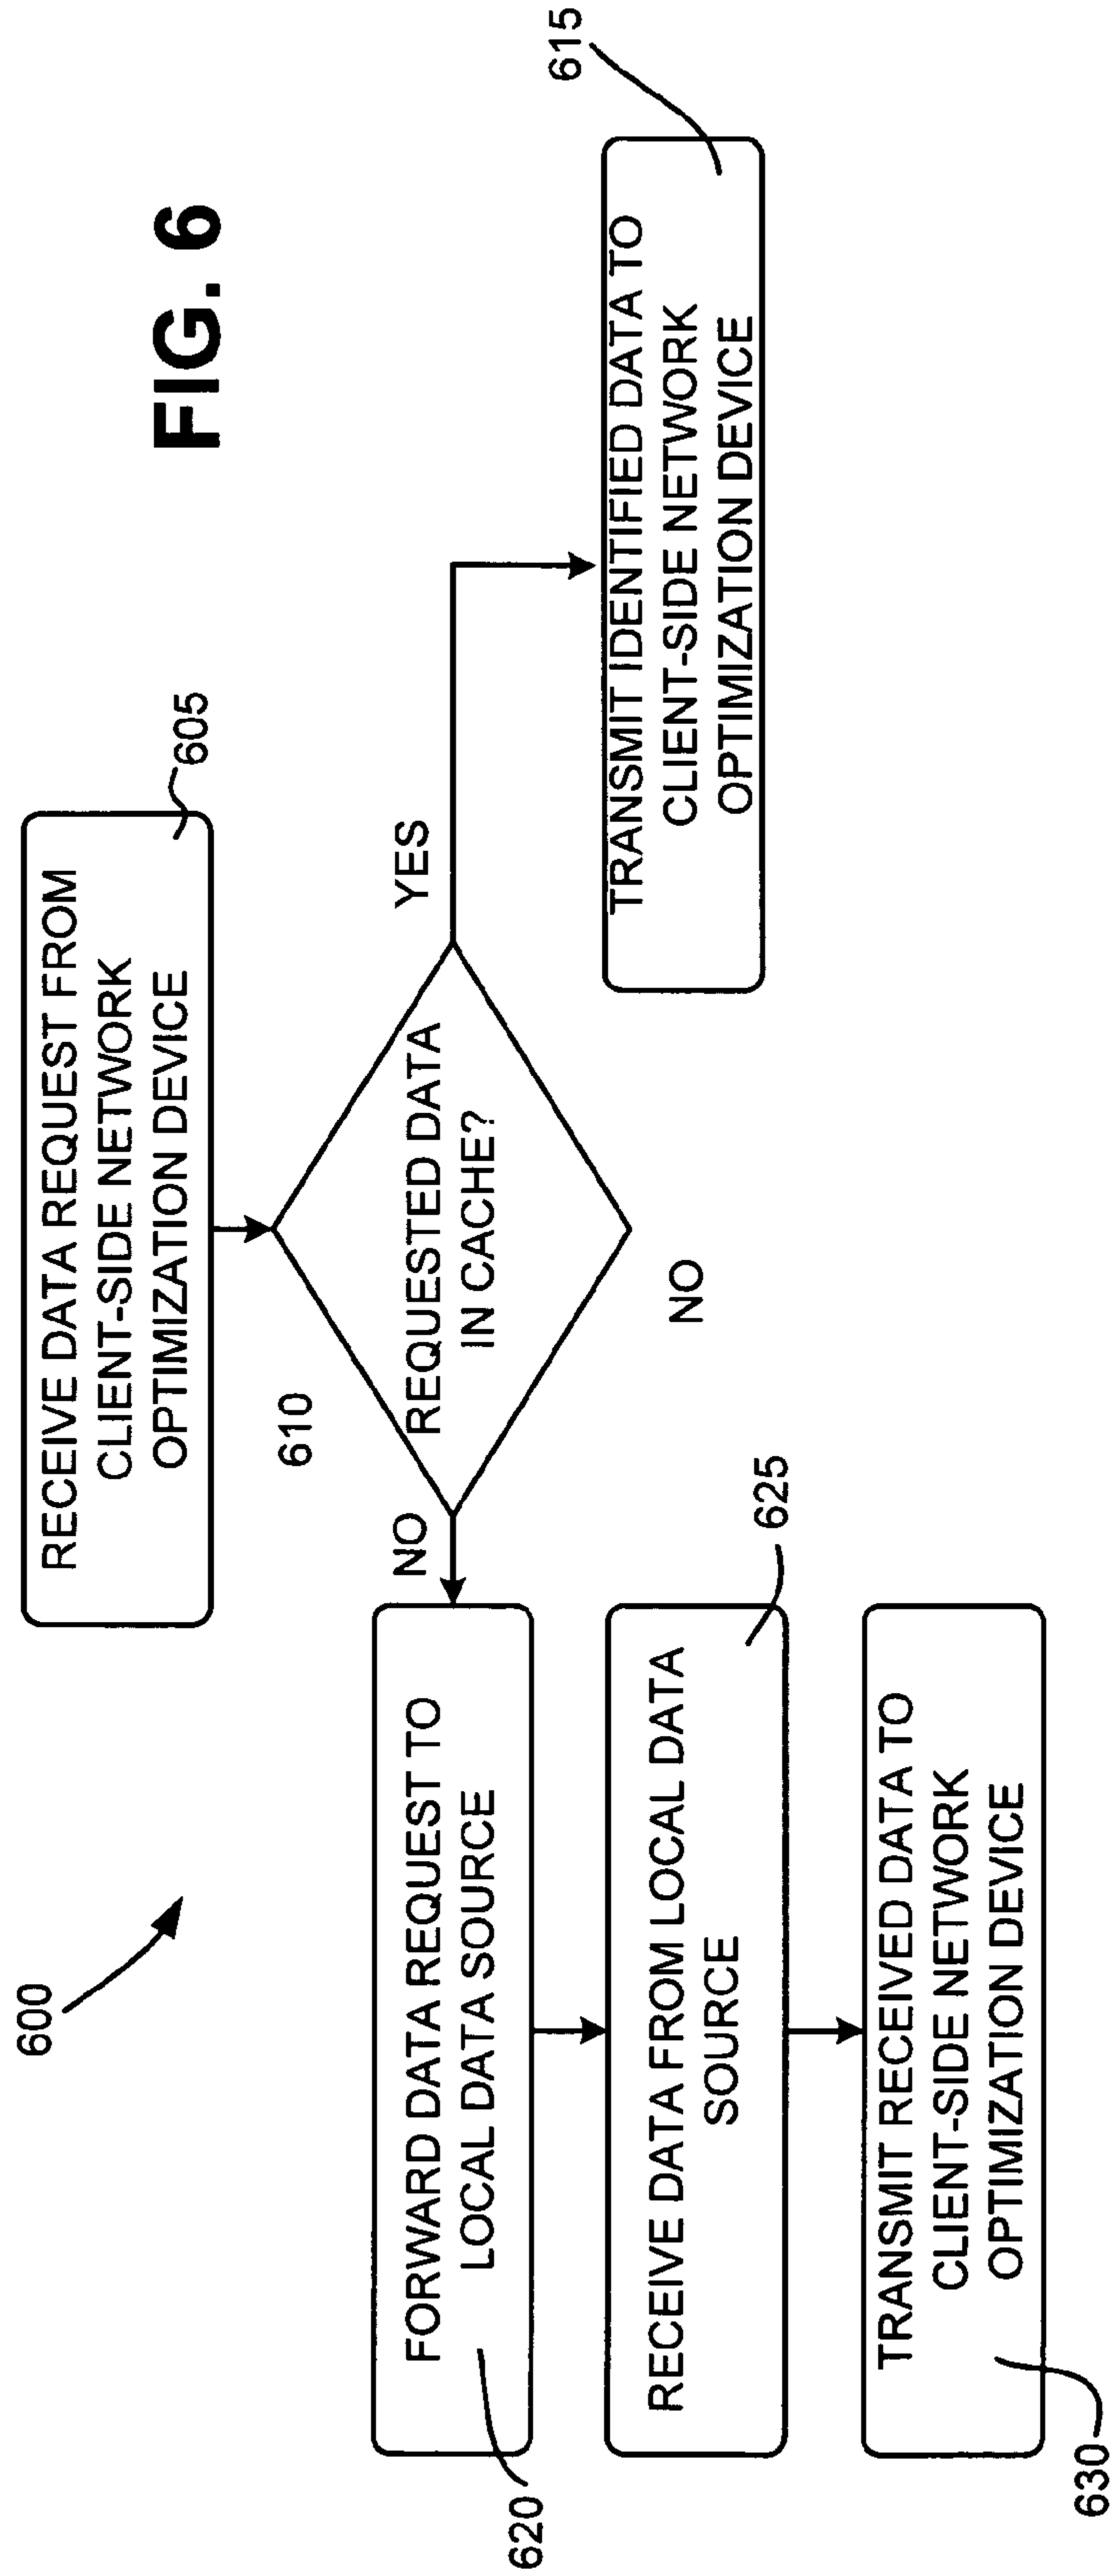 FIG. 6
600
RECEIVE DATA REQUEST FROM
CLIENT-SIDE NETWORK
OPTIMIZATION DEVICE
605
610
REQUESTED DATA
IN CACHE?
YES
NO
NO
TRANSMIT IDENTIFIED DATA TO
CLIENT-SIDE NETWORK
OPTIMIZATION DEVICE
615
FORWARD DATA REQUEST TO
LOCAL DATA SOURCE
620
RECEIVE DATA FROM LOCAL DATA
SOURCE
625
TRANSMIT RECEIVED DATA TO
CLIENT-SIDE NETWORK
OPTIMIZATION DEVICE
630